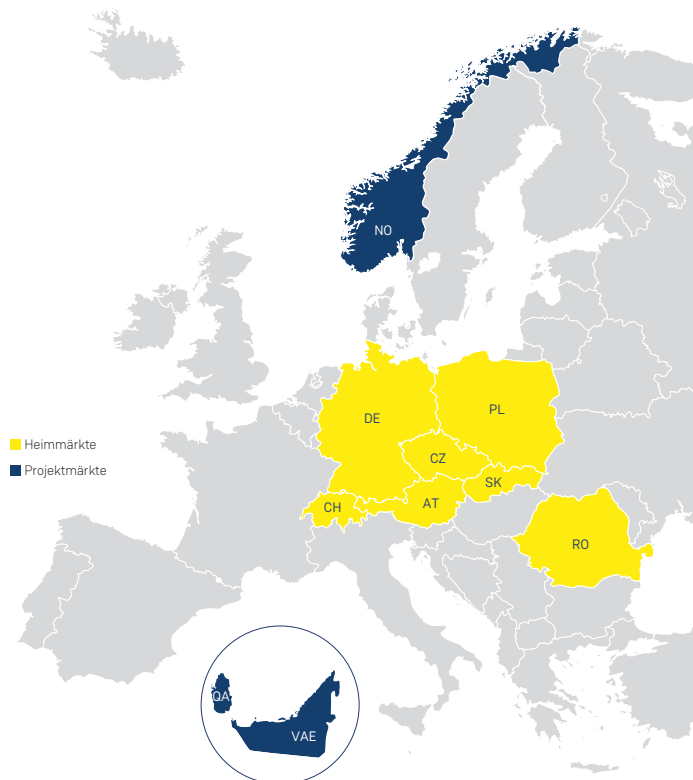 NO
DE
PL
CZ
SK
CH
AT
RO
Heimmärkte
Projektmärkte
QA
VAE